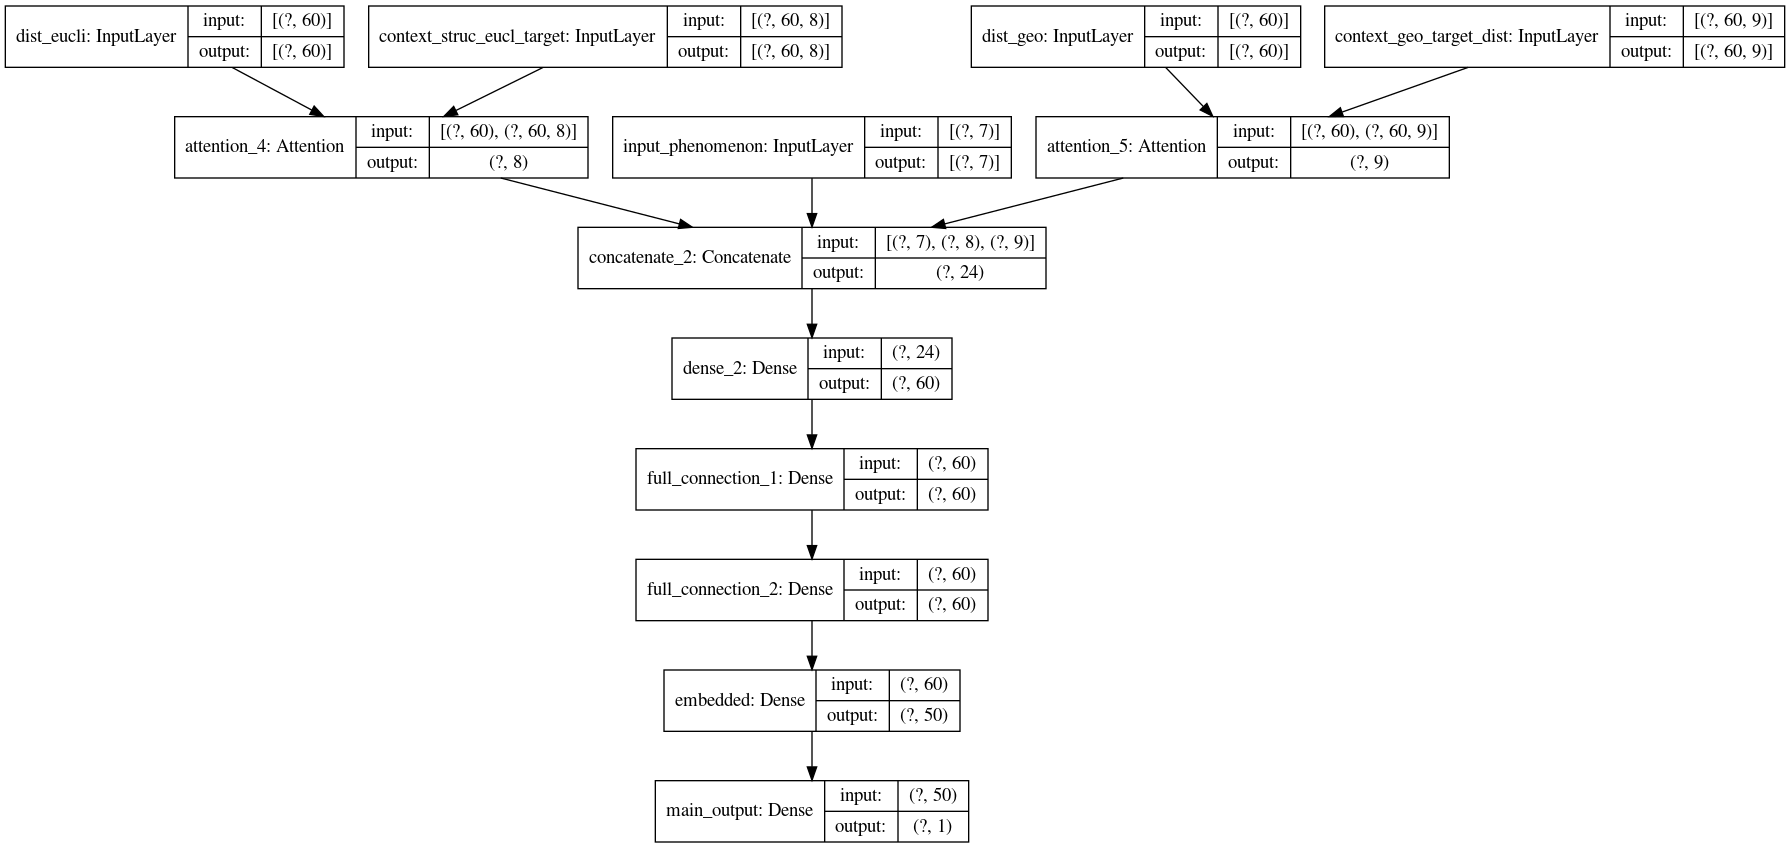 dist_eucli: InputLayer
input: [(?, 60)]
output: [(?, 60)]
context_struc_eucl_target: InputLayer
input: [(?, 60, 8)]
output: [(?, 60, 8)]
dist_geo: InputLayer
input: [(?, 60)]
output: [(?, 60)]
context_geo_target_dist: InputLayer
input: [(?, 60, 9)]
output: [(?, 60, 9)]
attention_4: Attention
input: [(?, 60), (?, 60, 8)]
output: (?, 8)
input_phenomenon: InputLayer
input: [(?, 7)]
output: [(?, 7)]
attention_5: Attention
input: [(?, 60), (?, 60, 9)]
output: (?, 9)
concatenate_2: Concatenate
input: [(?, 7), (?, 8), (?, 9)]
output: (?, 24)
dense_2: Dense
input: (?, 24)
output: (?, 60)
full_connection_1: Dense
input: (?, 60)
output: (?, 60)
full_connection_2: Dense
input: (?, 60)
output: (?, 60)
embedded: Dense
input: (?, 60)
output: (?, 50)
main_output: Dense
input: (?, 50)
output: (?, 1)